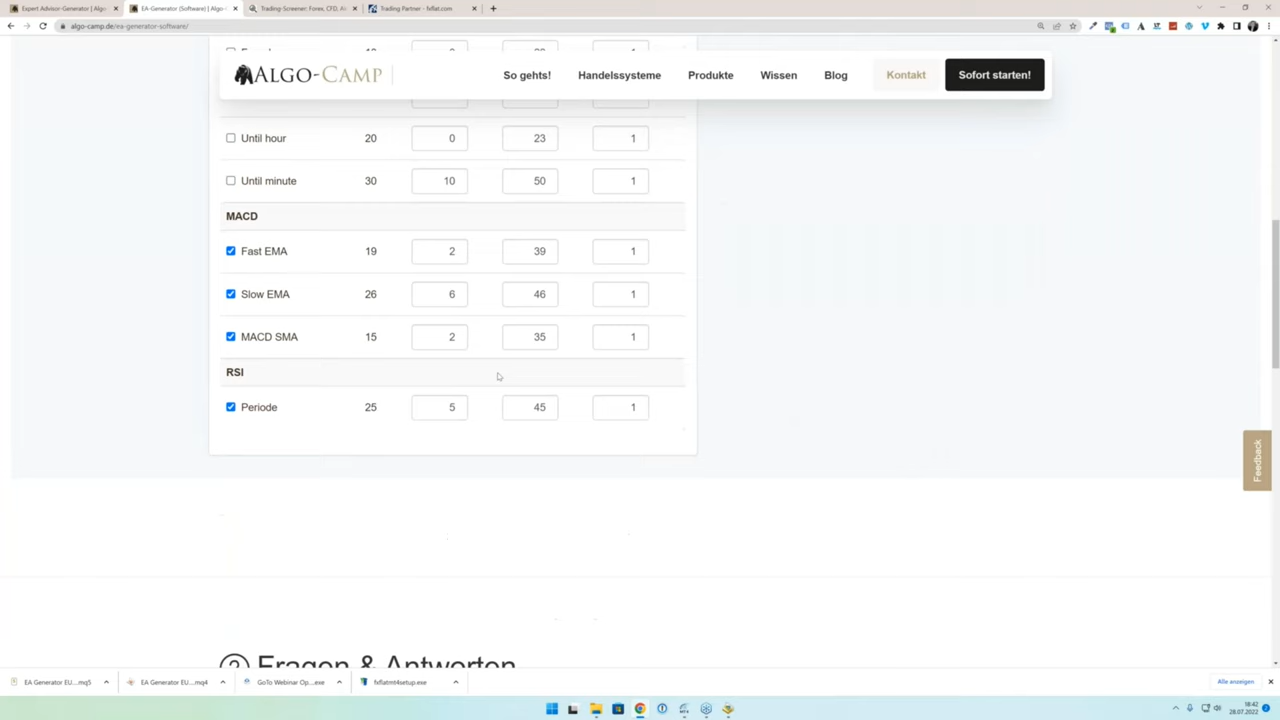 Expert Advisor-Generator | Algo-
EA-Generator (Software) | Algo-
Trading-Screener: Forex, CFD, Al
Trading Partner - fxflat.com
algo-camp.de/ea-generator-software/
ALGO-CAMP
So gehts!
Handelssysteme
Produkte
Wissen
Blog
Kontakt
Sofort starten!
Until hour 20 0 23 1
Until minute 30 10 50 1
MACD
Fast EMA 19 2 39 1
Slow EMA 26 6 46 1
MACD SMA 15 2 35 1
RSI
Periode 25 5 45 1
Feedback
Fragen & Antworten
EA Generator EU....mq5
EA Generator EU....mq4
GoTo Webinar Op....exe
fxflatmt4setup.exe
Alle anzeigen
18:42
28.07.2022